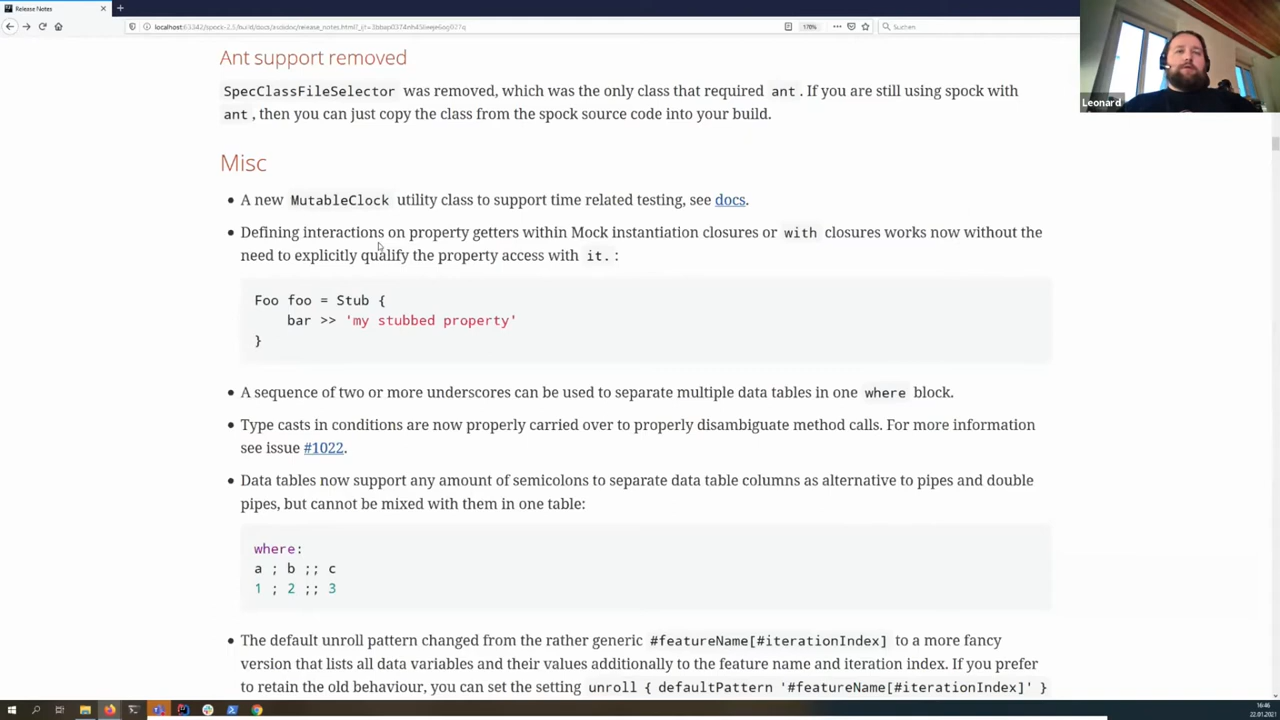 Release Notes
Suchen
170%
Ant support removed
SpecClassFileSelector was removed, which was the only class that required ant. If you are still using spock with
ant, then you can just copy the class from the spock source code into your build.
Misc
A new MutableClock utility class to support time related testing, see docs.
Defining interactions on property getters within Mock instantiation closures or with closures works now without the
need to explicitly qualify the property access with it. :
Foo foo = Stub {
bar >> 'my stubbed property'
}
A sequence of two or more underscores can be used to separate multiple data tables in one where block.
Type casts in conditions are now properly carried over to properly disambiguate method calls. For more information
see issue #1022.
Data tables now support any amount of semicolons to separate data table columns as alternative to pipes and double
pipes, but cannot be mixed with them in one table:
where:
a ; b ;; c
1 ; 2 ;; 3
The default unroll pattern changed from the rather generic #featureName[#iterationIndex] to a more fancy
version that lists all data variables and their values additionally to the feature name and iteration index. If you prefer
to retain the old behaviour, you can set the setting unroll { defaultPattern '#featureName[#iterationIndex]' }
Leonard
16:46
22.01.2021